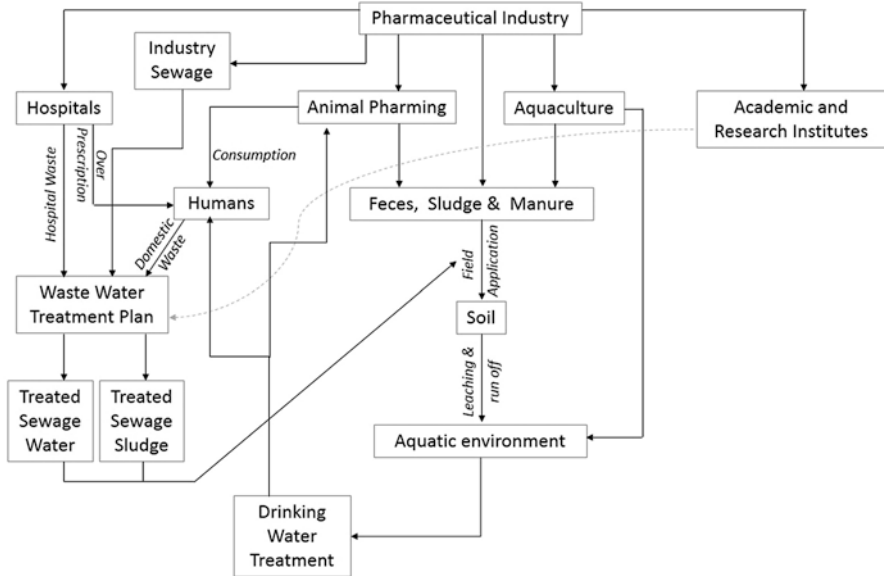 Pharmaceutical Industry
Industry
Sewage
Hospitals
Animal Pharming
Aquaculture
Academic and
Research Institutes
Hospital Waste
Over
Prescription
Consumption
Humans
Feces, Sludge & Manure
Domestic
Waste
Field
Application
Waste Water
Treatment Plan
Soil
Leaching &
run off
Treated
Sewage
Water
Treated
Sewage
Sludge
Aquatic environment
Drinking
Water
Treatment